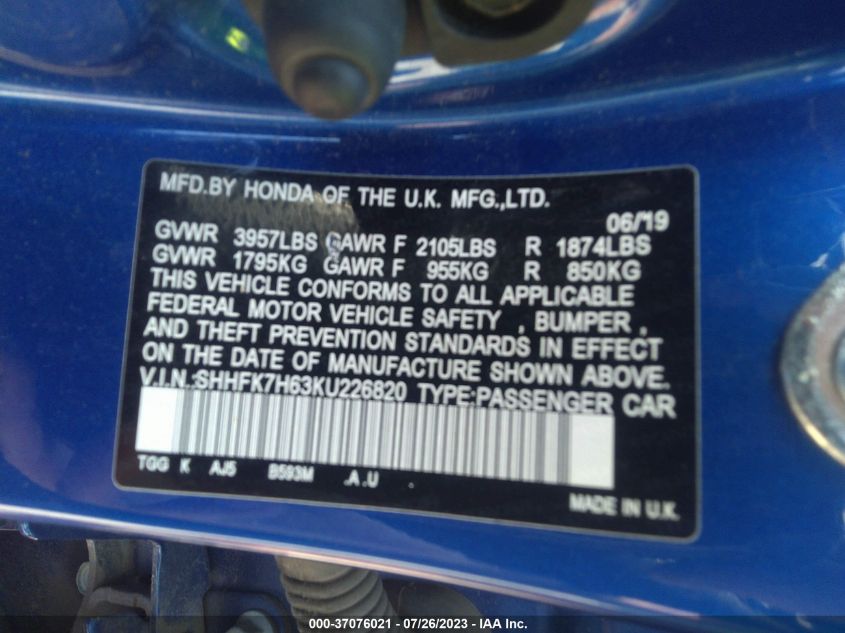 MFD.BY HONDA OF THE U.K. MFG.,LTD.
06/19
GVWR 3957LBS GAWR F 2105LBS R 1874LBS
GVWR 1795KG GAWR F 955KG R 850KG
THIS VEHICLE CONFORMS TO ALL APPLICABLE
FEDERAL MOTOR VEHICLE SAFETY , BUMPER ,
AND THEFT PREVENTION STANDARDS IN EFFECT
ON THE DATE OF MANUFACTURE SHOWN ABOVE.
V.I.N.:SHHFK7H63KU226820 TYPE:PASSENGER CAR
TGG K AJ5 B593M .A .U .
MADE IN U.K.
000-37076021 / 07/26/2023 - IAA Inc.